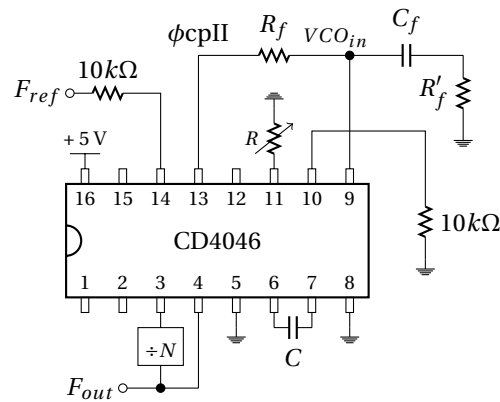 ϕcpII
R_f
VCO_in
C_f
10kΩ
F_ref
R'_f
+5V
R
16 15 14 13 12 11 10 9
CD4046
10kΩ
1 2 3 4 5 6 7 8
÷N
C
F_out